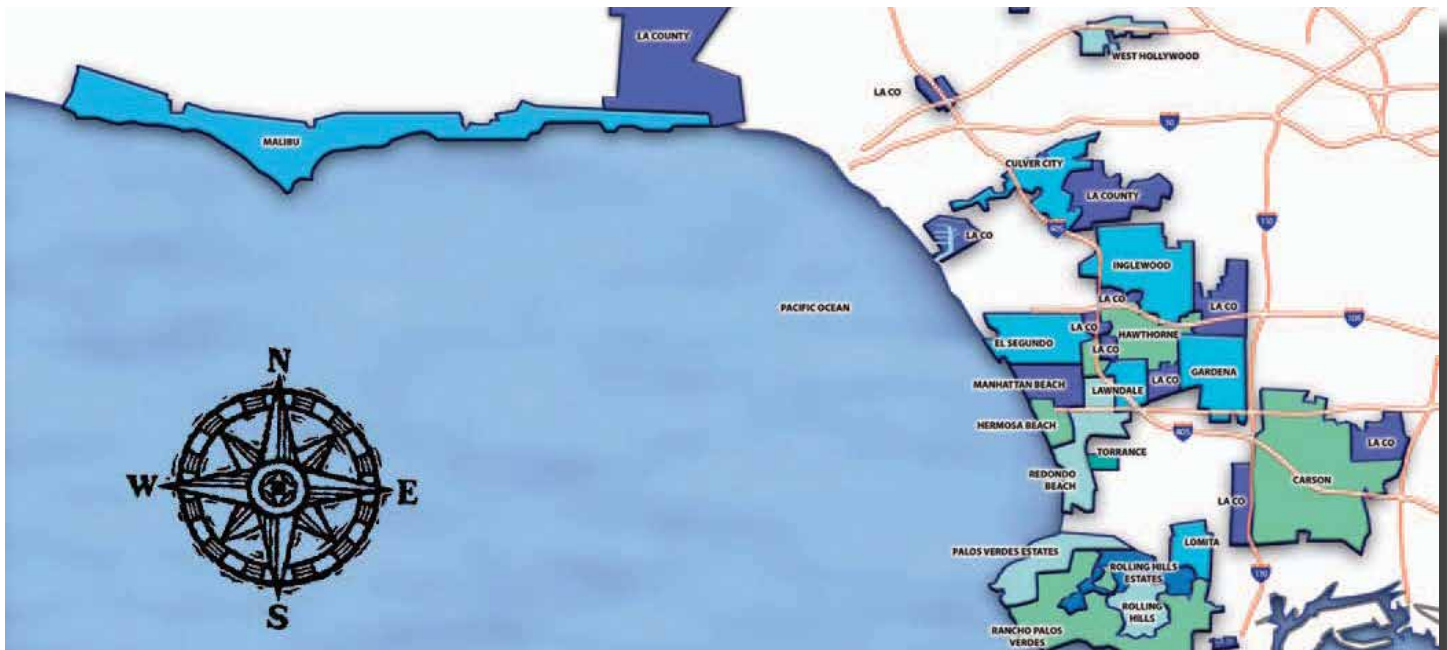 LA COUNTY
WEST HOLLYWOOD
LA CO
MALIBU
10
CULVER CITY
LA COUNTY
110
405
LA CO
INGLEWOOD
PACIFIC OCEAN
LA CO
LA CO
105
LA CO
HAWTHORNE
EL SEGUNDO
LA CO
N
MANHATTAN BEACH
LAWNDALE
LA CO
GARDENA
HERMOSA BEACH
405
LA CO
TORRANCE
REDONDO
BEACH
W
E
LA CO
CARSON
PALOS VERDES ESTATES
LOMITA
ROLLING HILLS
ESTATES
110
S
ROLLING
HILLS
RANCHO PALOS
VERDES